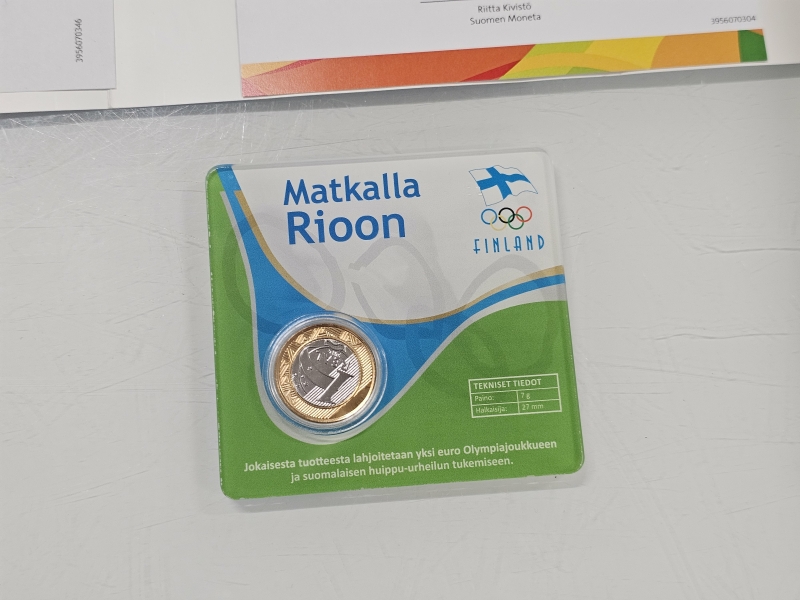 Riitta Kivistö
Suomen Moneta
3956070304
3956070346
Matkalla
Rioon
FINLAND
TEKNISET TIEDOT
Paino: 7 g
Halkaisija: 27 mm
Jokaisesta tuotteesta lahjoitetaan yksi euro Olympiajoukkueen
ja suomalaisen huippu-urheilun tukemiseen.